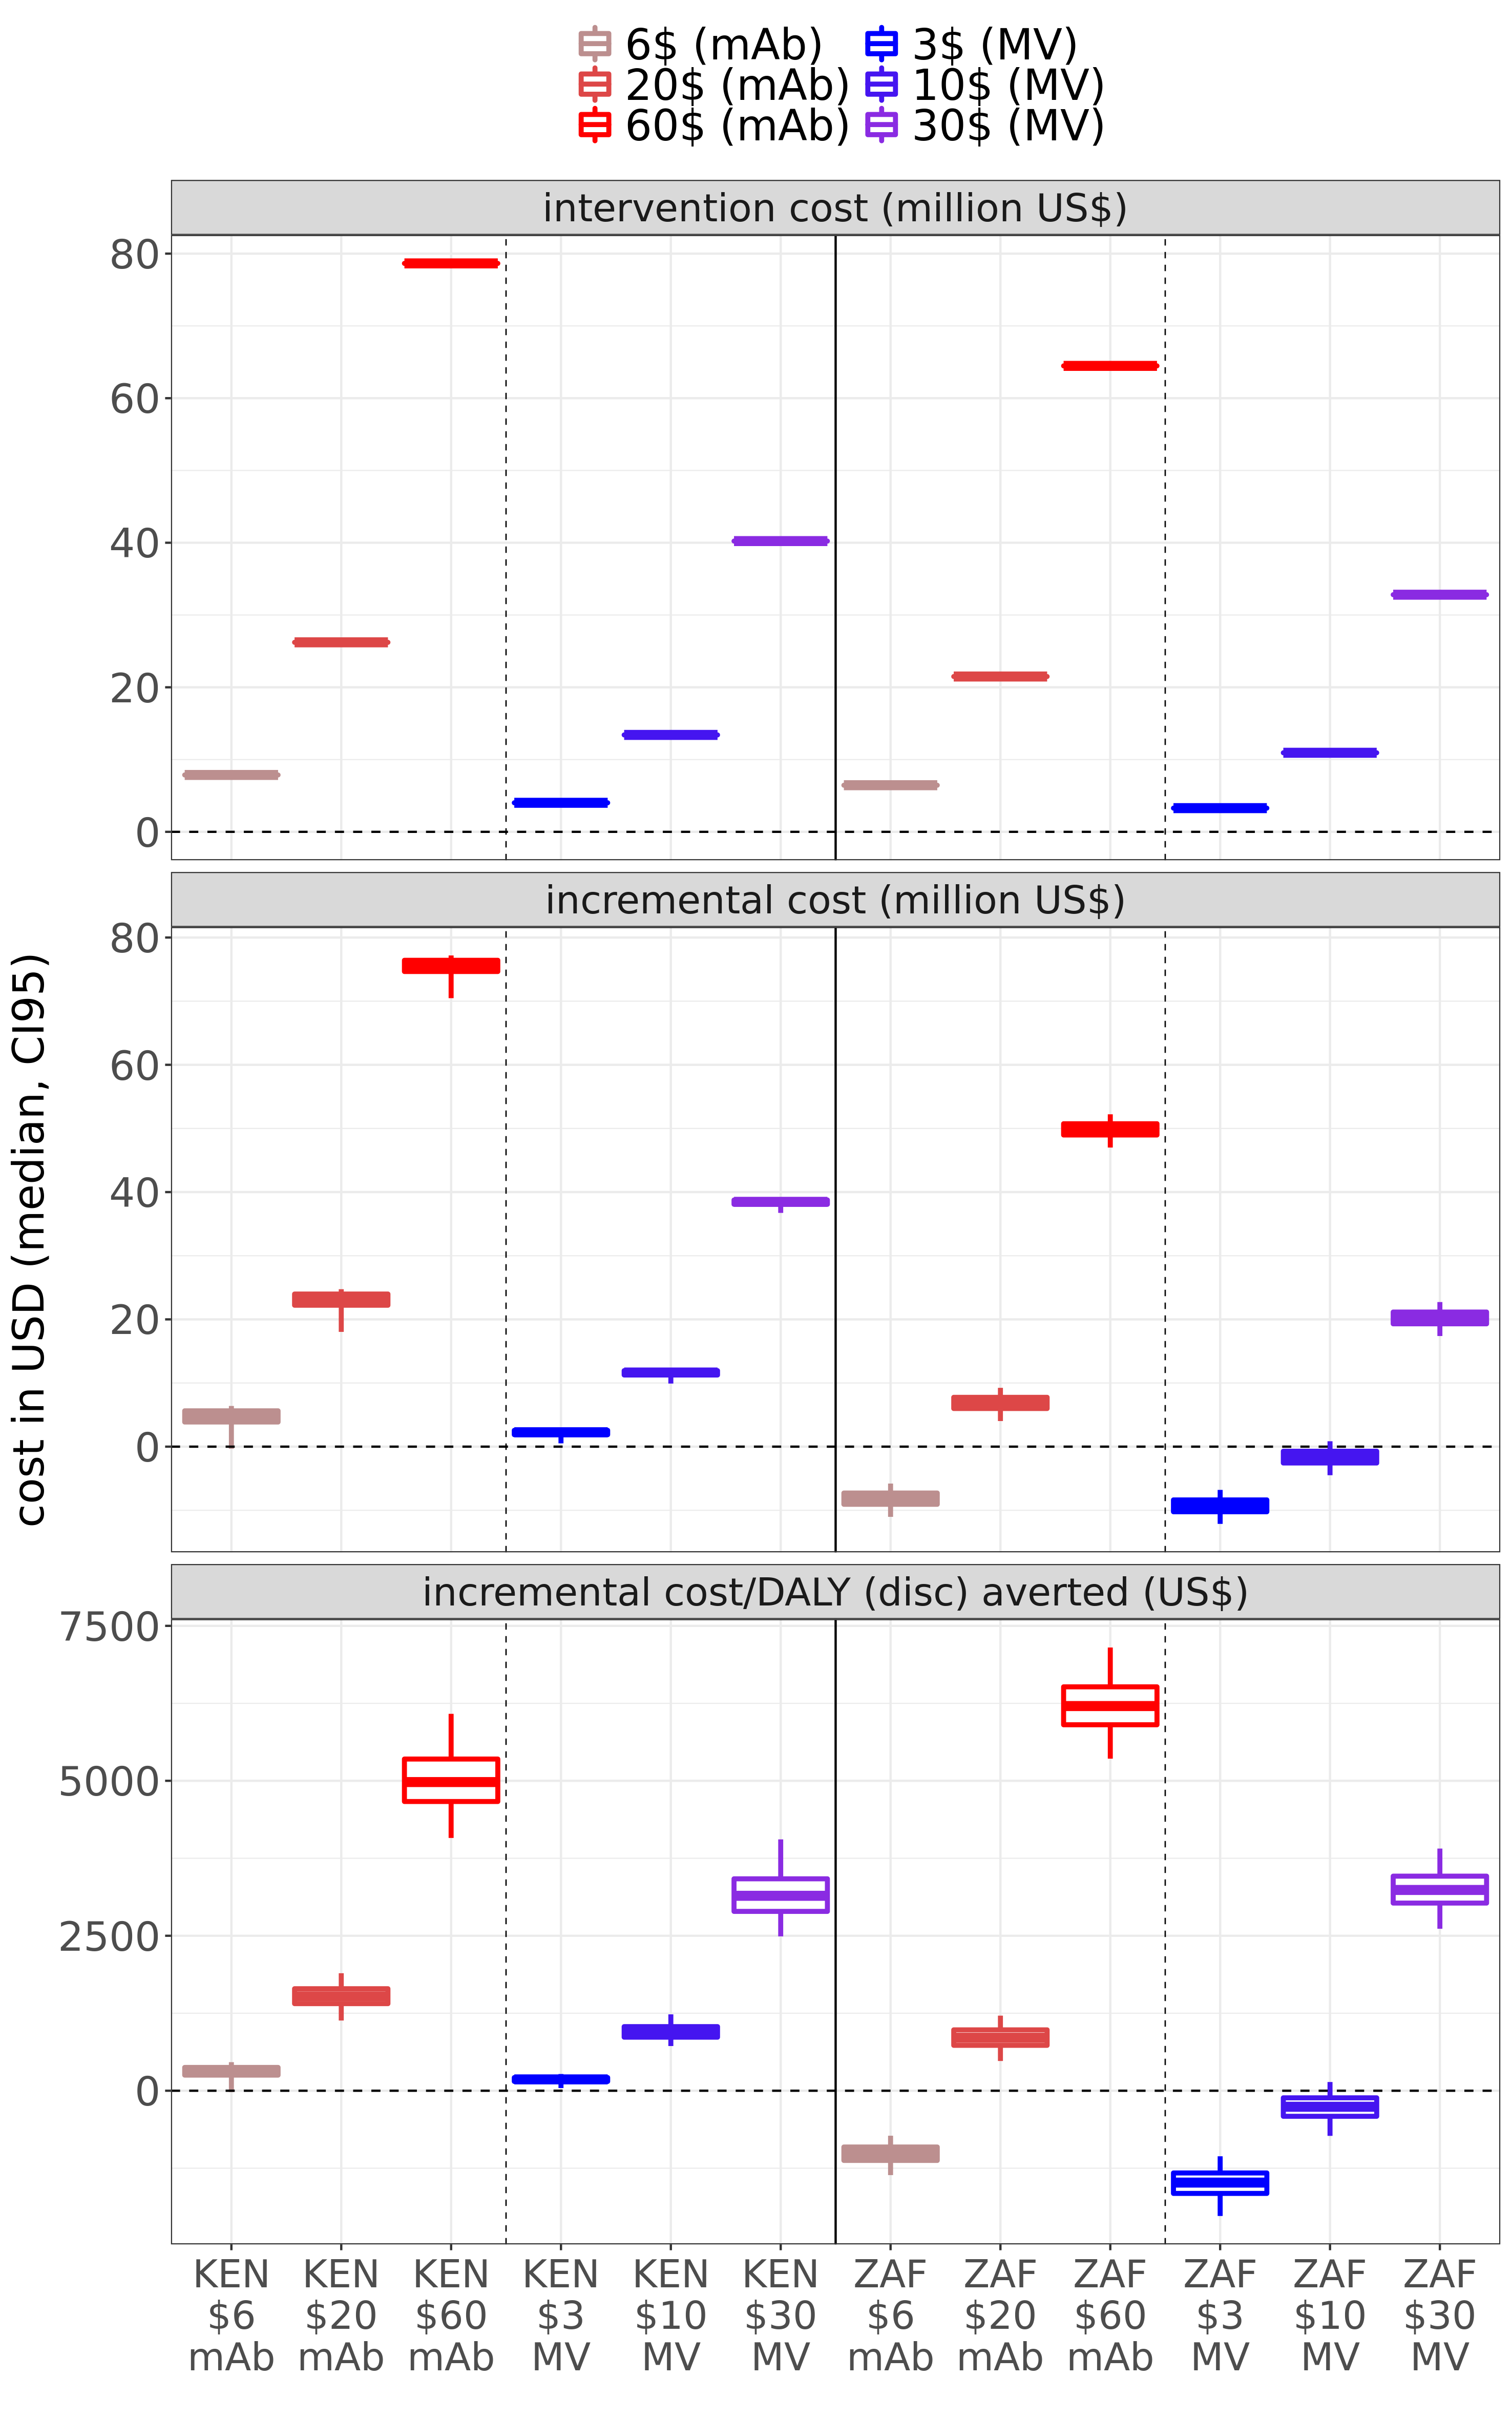 6$ (mAb) 3$ (MV)
20$ (mAb) 10$ (MV)
60$ (mAb) 30$ (MV)
intervention cost (million US$)
80
60
40
20
0
incremental cost (million US$)
80
60
40
20
0
incremental cost/DALY (disc) averted (US$)
7500
5000
2500
0
cost in USD (median, CI95)
KEN KEN KEN KEN KEN KEN ZAF ZAF ZAF ZAF ZAF ZAF
$6 $20 $60 $3 $10 $30 $6 $20 $60 $3 $10 $30
mAb mAb mAb MV MV MV mAb mAb mAb MV MV MV